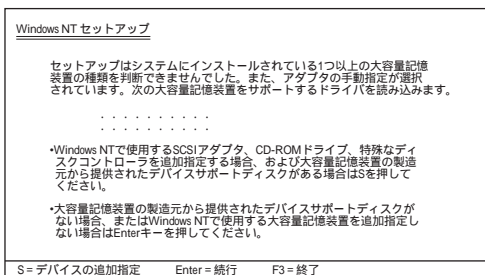 Windows NT セットアップ
セットアップはシステムにインストールされている1つ以上の大容量記憶
装置の種類を判断できませんでした。また、アダプタの手動指定が選択
されています。次の大容量記憶装置をサポートするドライバを読み込みます。
. . . . . . . . . .
. . . . . . . . . .
•Windows NTで使用するSCSIアダプタ、CD-ROMドライブ、特殊なディ
スクコントローラを追加指定する場合、および大容量記憶装置の製造
元から提供されたデバイスサポートディスクがある場合はSを押して
ください。
•大容量記憶装置の製造元から提供されたデバイスサポートディスクが
ない場合、またはWindows NTで使用する大容量記憶装置を追加指定し
ない場合はEnterキーを押してください。
S = デバイスの追加指定 Enter = 続行 F3 = 終了